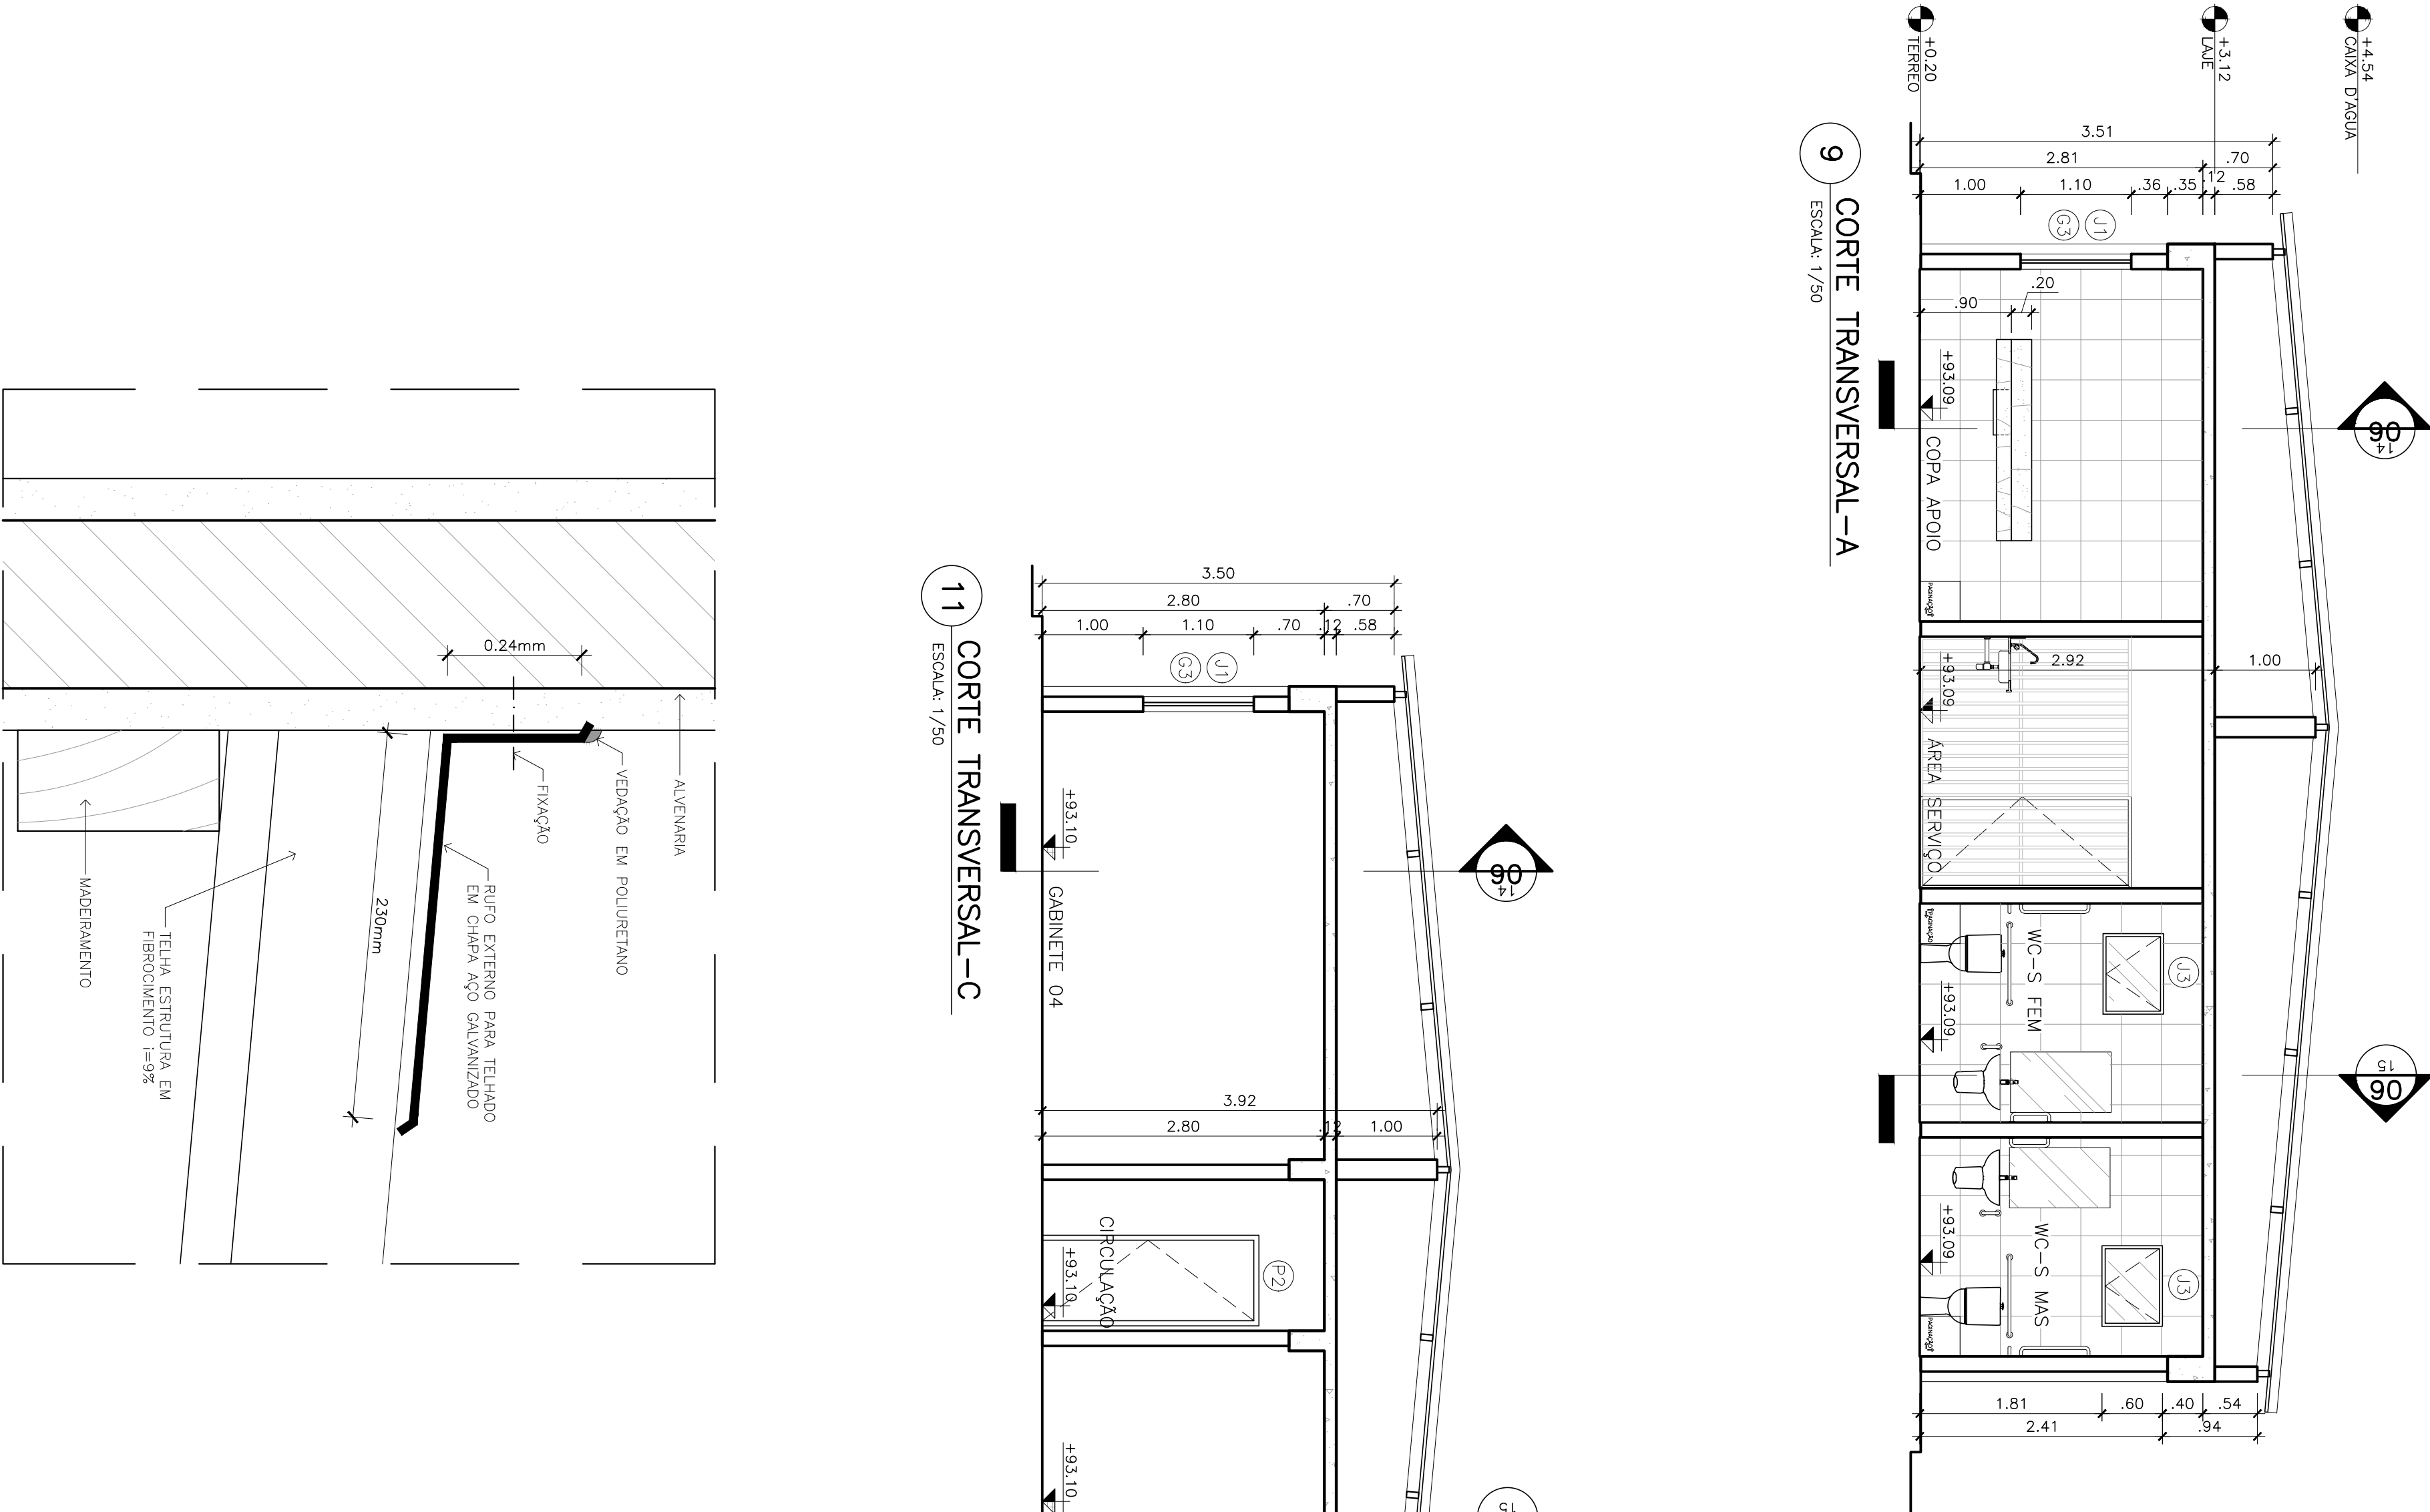 +4.54
CAIXA D'AGUA
+3.12
LAJE
+0.20
TERREO
3.51
2.81
.70
1.00
1.10
.36
.35
.12
.58
J1
G3
.20
.90
+93.09
COPA APOIO
PAGINAÇÃO
+93.09
2.92
1.00
ÁREA SERVIÇO
PAGINAÇÃO
WC-S FEM
+93.09
J3
+93.09
WC-S MAS
J3
PAGINAÇÃO
1.81
.60
.40
.54
2.41
.94
06
14
15
06
9
CORTE TRANSVERSAL-A
ESCALA: 1/50
3.50
2.80
.70
1.00
1.10
.70
.12
.58
J1
G3
+93.10
GABINETE 04
06
14
3.92
2.80
.12
1.00
CIRCULAÇÃO
+93.10
P2
+93.10
15
11
CORTE TRANSVERSAL-C
ESCALA: 1/50
0.24mm
ALVENARIA
VEDAÇÃO EM POLIURETANO
FIXAÇÃO
RUFO EXTERNO PARA TELHADO
EM CHAPA AÇO GALVANIZADO
230mm
TELHA ESTRUTURA EM
FIBROCIMENTO i=9%
MADEIRAMENTO